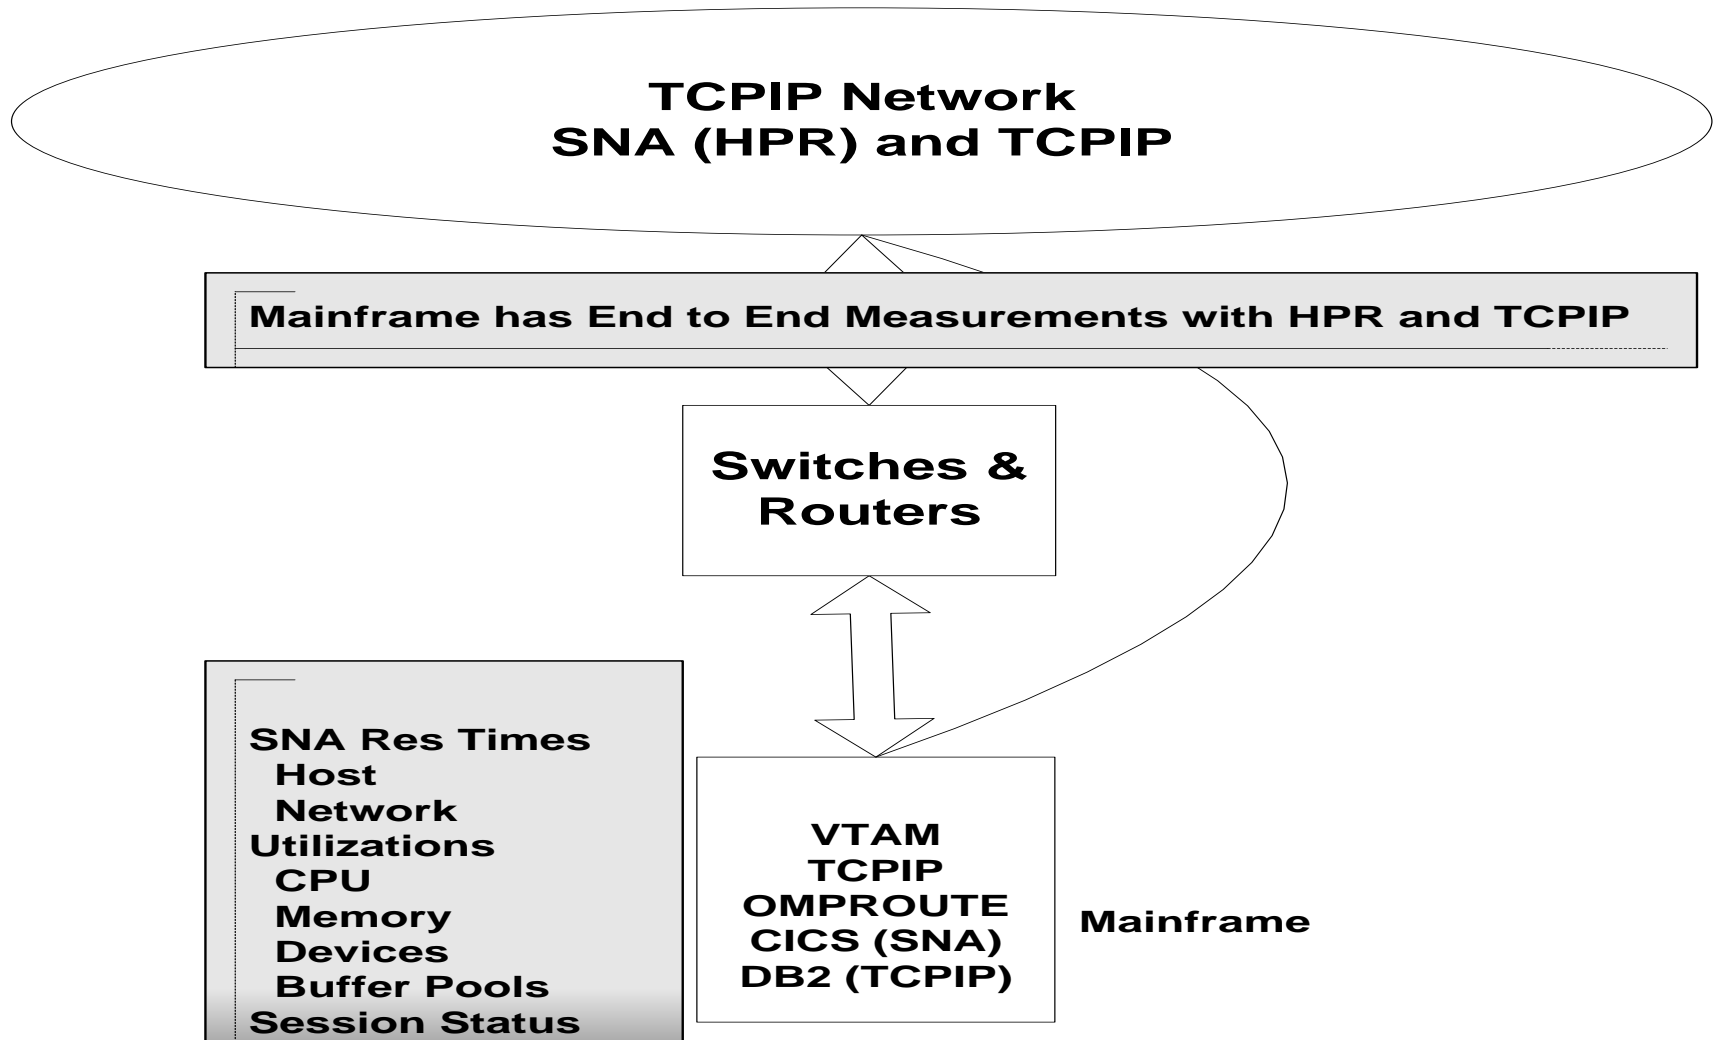 TCPIP Network
SNA (HPR) and TCPIP
Mainframe has End to End Measurements with HPR and TCPIP
Switches &
Routers
SNA Res Times
Host
Network
Utilizations
CPU
Memory
Devices
Buffer Pools
Session Status
VTAM
TCPIP
OMPROUTE
CICS (SNA)
DB2 (TCPIP)
Mainframe